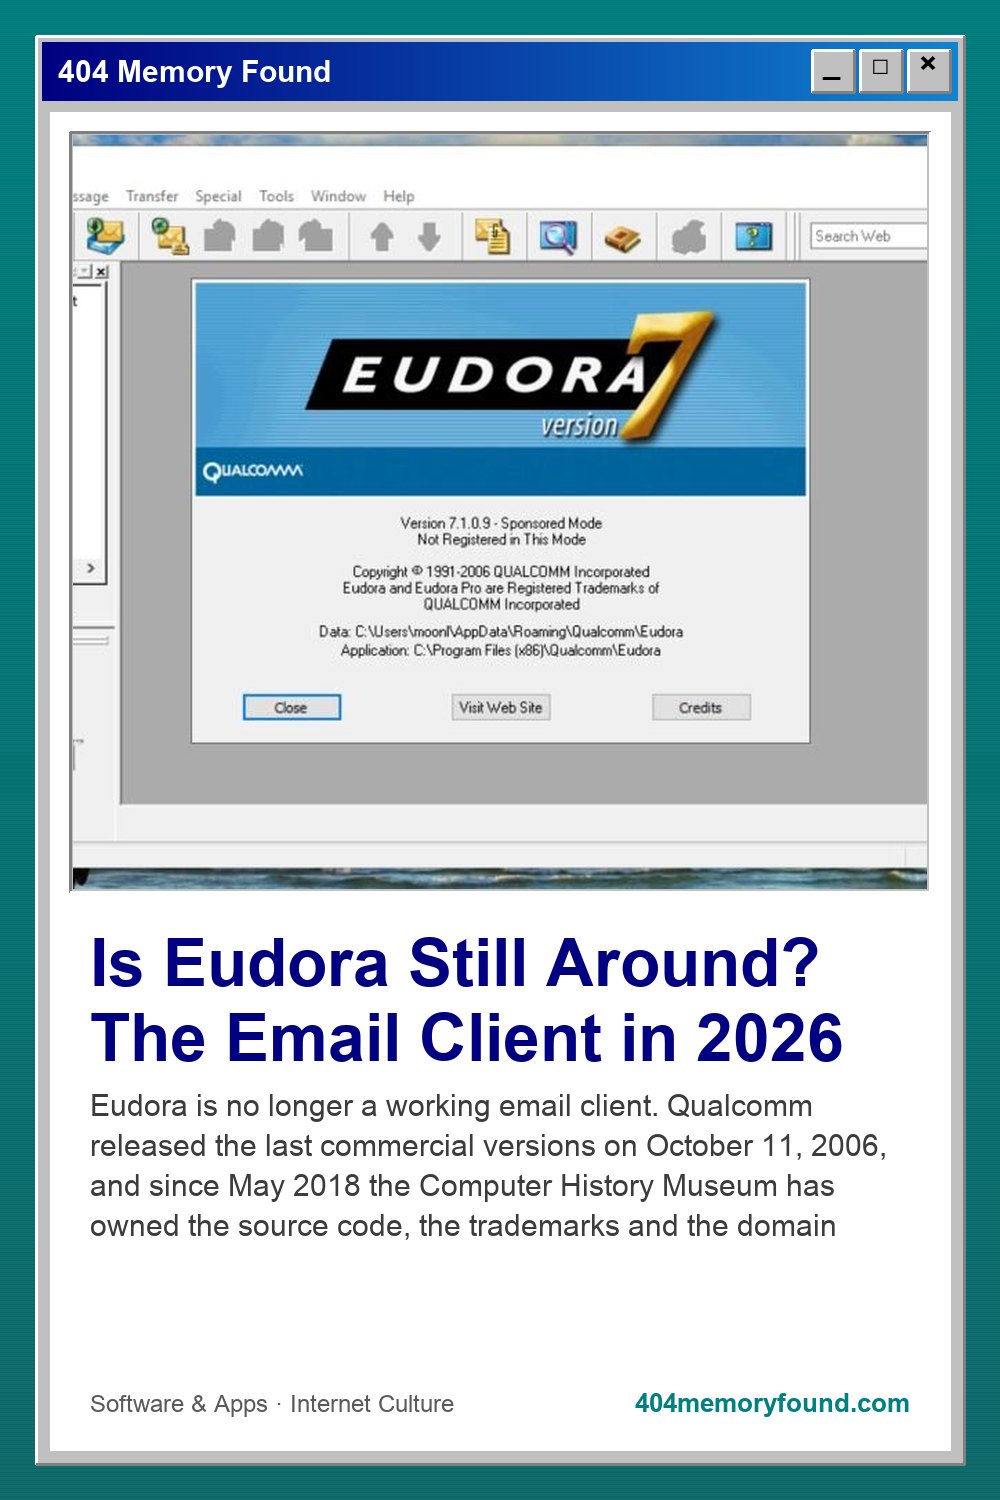 404 Memory Found
ssage Transfer Special Tools Window Help
Search Web
t
EUDORA 7
version
QUALCOMM
Version 7.1.0.9 - Sponsored Mode
Not Registered in This Mode
Copyright © 1991-2006 QUALCOMM Incorporated
Eudora and Eudora Pro are Registered Trademarks of
QUALCOMM Incorporated
Data: C:\Users\moonl\AppData\Roaming\Qualcomm\Eudora
Application: C:\Program Files (x86)\Qualcomm\Eudora
Close Visit Web Site Credits
Is Eudora Still Around?
The Email Client in 2026
Eudora is no longer a working email client. Qualcomm
released the last commercial versions on October 11, 2006,
and since May 2018 the Computer History Museum has
owned the source code, the trademarks and the domain
Software & Apps · Internet Culture
404memoryfound.com